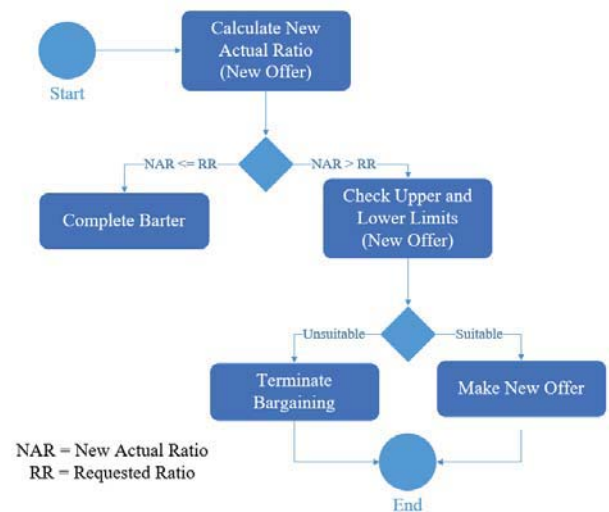 Calculate New
Actual Ratio
(New Offer)
Start
NAR <= RR
NAR > RR
Complete Barter
Check Upper and
Lower Limits
(New Offer)
Unsuitable
Suitable
Terminate
Bargaining
Make New Offer
NAR = New Actual Ratio
RR = Requested Ratio
End